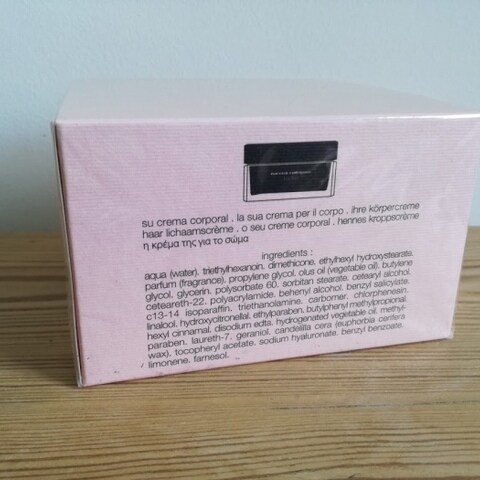 narciso rodriguez
su crema corporal . la sua crema per il corpo . ihre körpercreme
haar lichaamscrème . o seu creme corporal . hennes kroppscrème
η κρέμα της για το σώμα
ingredients :
aqua (water). triethylhexanoin. dimethicone. ethylhexyl hydroxystearate.
parfum (fragrance). propylene glycol. olus oil (vegetable oil). butylene
glycol. glycerin. polysorbate 60. sorbitan stearate. cetearyl alcohol.
ceteareth-22. polyacrylamide. behenyl alcohol. benzyl salicylate.
c13-14 isoparaffin. triethanolamine. carbomer. chlorphenesin.
linalool. hydroxycitronellal. ethylparaben. butylphenyl methylpropional.
hexyl cinnamal. disodium edta. hydrogenated vegetable oil. methyl-
paraben. laureth-7. geraniol. candelilla cera (euphorbia cerifera
wax). tocopheryl acetate. sodium hyaluronate. benzyl benzoate.
limonene. farnesol.